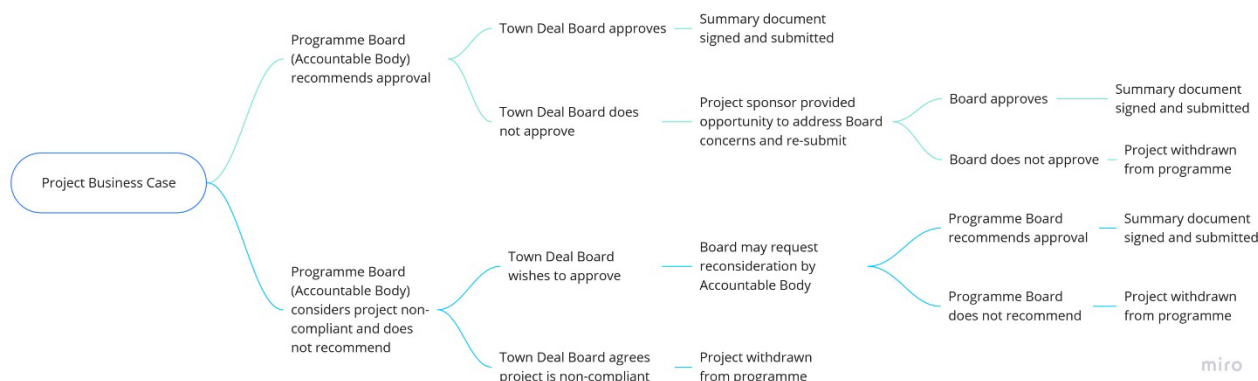 Project Business Case
Programme Board
(Accountable Body)
recommends approval
Town Deal Board approves
Summary document
signed and submitted
Town Deal Board does
not approve
Project sponsor provided
opportunity to address Board
concerns and re-submit
Board approves
Summary document
signed and submitted
Board does not approve
Project withdrawn
from programme
Programme Board
(Accountable Body)
considers project non-
compliant and does
not recommend
Town Deal Board
wishes to approve
Board may request
reconsideration by
Accountable Body
Programme Board
recommends approval
Summary document
signed and submitted
Programme Board
does not recommend
Project withdrawn
from programme
Town Deal Board agrees
project is non-compliant
Project withdrawn
from programme
miro